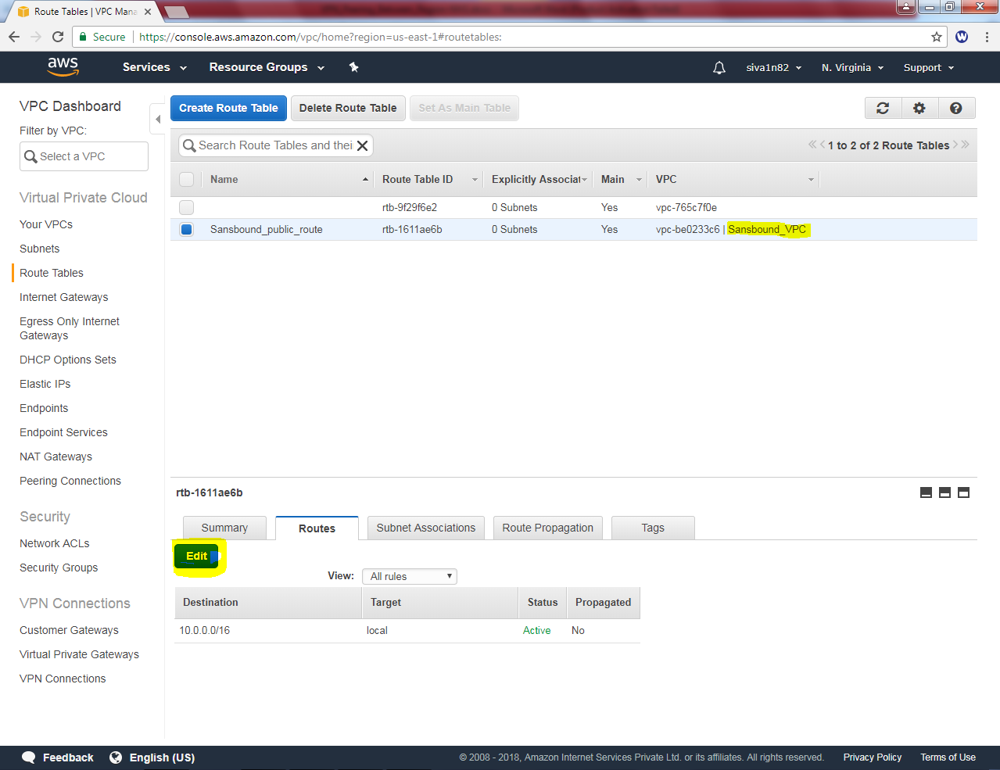 Route Tables | VPC Mana
Secure https://console.aws.amazon.com/vpc/home?region=us-east-1#routetables:
aws Services Resource Groups siva1n82 N. Virginia Support
VPC Dashboard
Filter by VPC:
Select a VPC
Virtual Private Cloud
Your VPCs
Subnets
Route Tables
Internet Gateways
Egress Only Internet
Gateways
DHCP Options Sets
Elastic IPs
Endpoints
Endpoint Services
NAT Gateways
Peering Connections
Security
Network ACLs
Security Groups
VPN Connections
Customer Gateways
Virtual Private Gateways
VPN Connections
Create Route Table Delete Route Table Set As Main Table
Search Route Tables and thei 1 to 2 of 2 Route Tables
Name Route Table ID Explicitly Associat Main VPC
rtb-9f29f6e2 0 Subnets Yes vpc-765c7f0e
Sansbound_public_route rtb-1611ae6b 0 Subnets Yes vpc-be0233c6 | Sansbound_VPC
rtb-1611ae6b
Summary Routes Subnet Associations Route Propagation Tags
Edit
View: All rules
Destination Target Status Propagated
10.0.0.0/16 local Active No
Feedback English (US) © 2008 - 2018, Amazon Internet Services Private Ltd. or its affiliates. All rights reserved. Privacy Policy Terms of Use